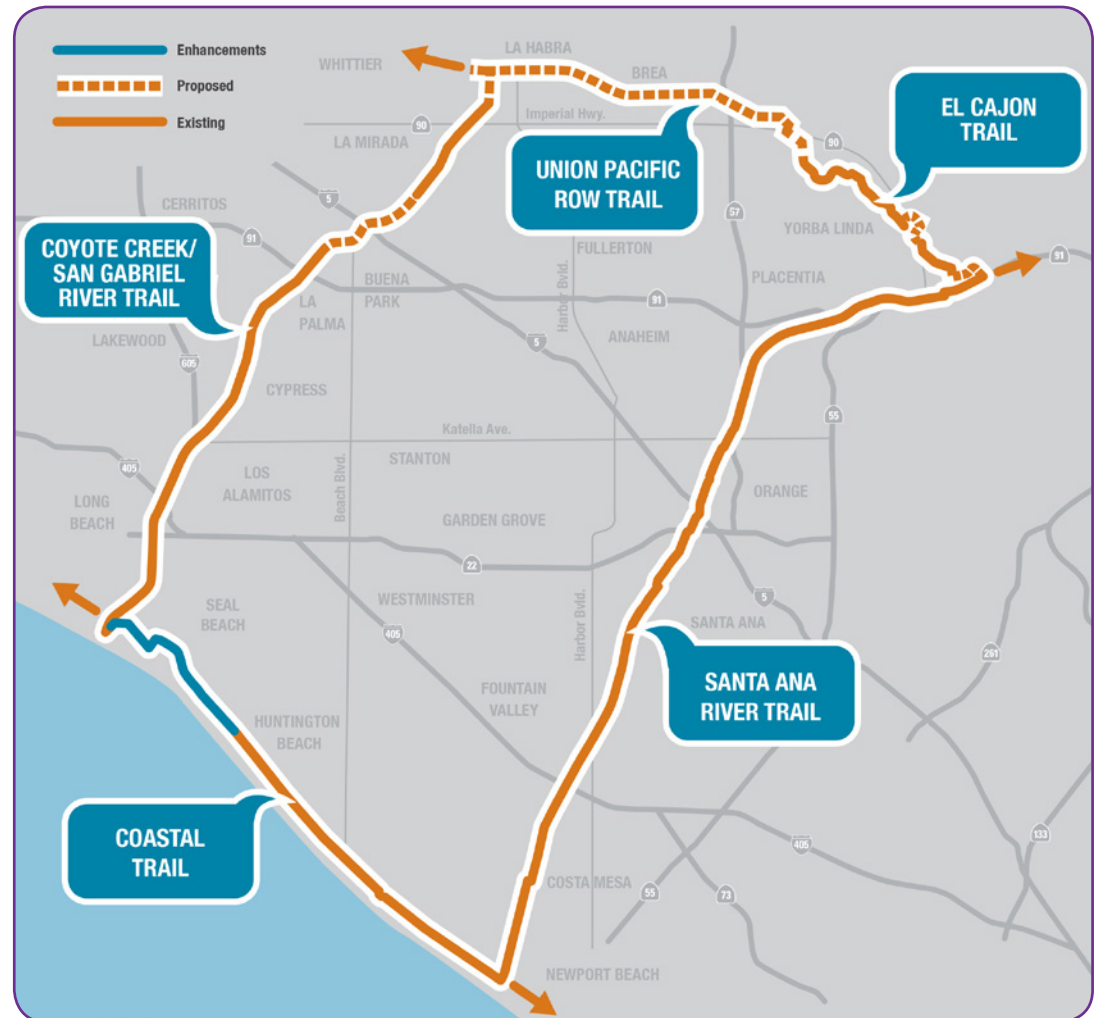 Enhancements
Proposed
Existing
WHITTIER
LA HABRA
BREA
Imperial Hwy.
90
LA MIRADA
90
EL CAJON
TRAIL
UNION PACIFIC
ROW TRAIL
5
CERRITOS
91
57
YORBA LINDA
FULLERTON
COYOTE CREEK/
SAN GABRIEL
RIVER TRAIL
BUENA
PARK
PLACENTIA
91
LA
PALMA
91
Harbor Blvd.
LAKEWOOD
605
5
ANAHEIM
CYPRESS
55
Katella Ave.
STANTON
405
LOS
ALAMITOS
Beach Blvd.
ORANGE
LONG
BEACH
GARDEN GROVE
22
SEAL
BEACH
WESTMINSTER
405
Harbor Blvd.
5
SANTA ANA
261
SANTA ANA
RIVER TRAIL
FOUNTAIN
VALLEY
HUNTINGTON
BEACH
COASTAL
TRAIL
405
133
COSTA MESA
55
73
NEWPORT BEACH